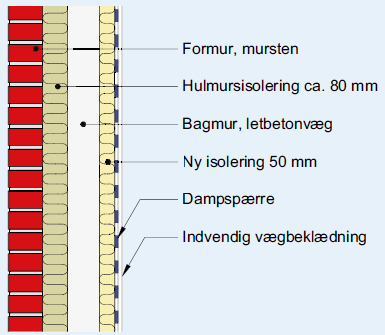 Formur, mursten
Hulmursisolering ca. 80 mm
Bagmur, letbetonvæg
Ny isolering 50 mm
Dampspærre
Indvendig vægbeklædning